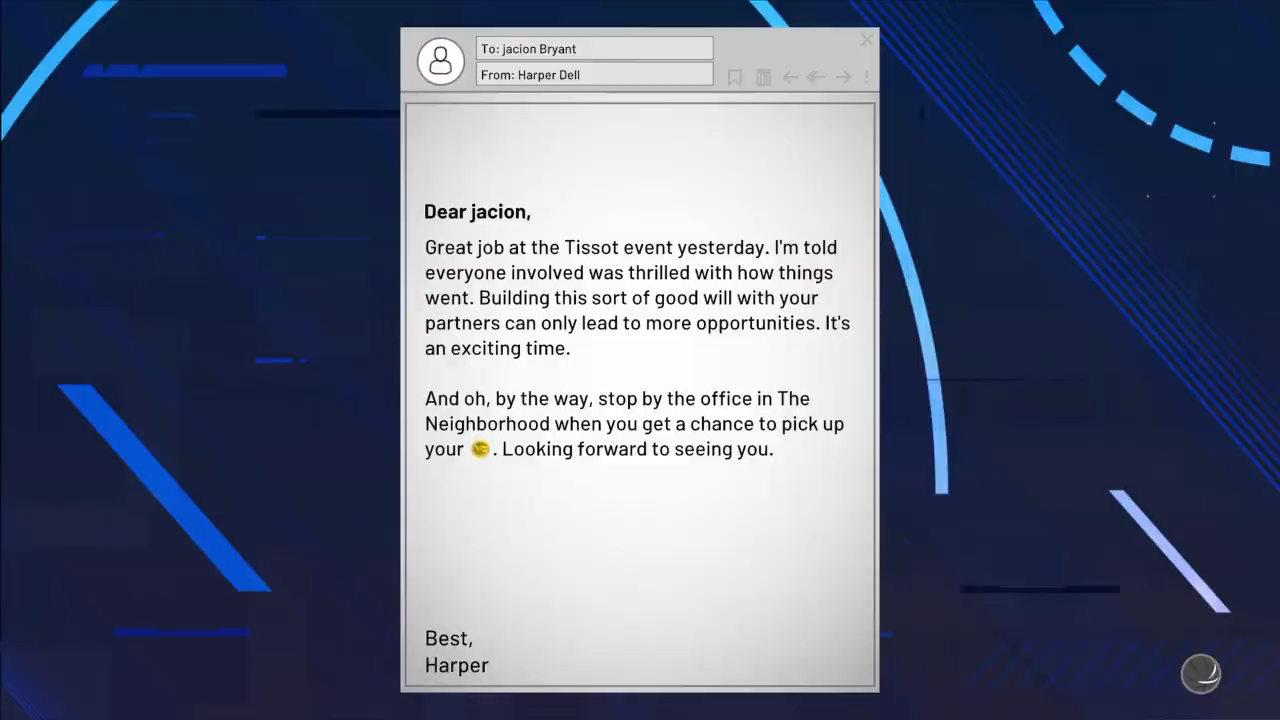 To: jacion Bryant
From: Harper Dell
Dear jacion,
Great job at the Tissot event yesterday. I'm told
everyone involved was thrilled with how things
went. Building this sort of good will with your
partners can only lead to more opportunities. It's
an exciting time.
And oh, by the way, stop by the office in The
Neighborhood when you get a chance to pick up
your VC. Looking forward to seeing you.
Best,
Harper